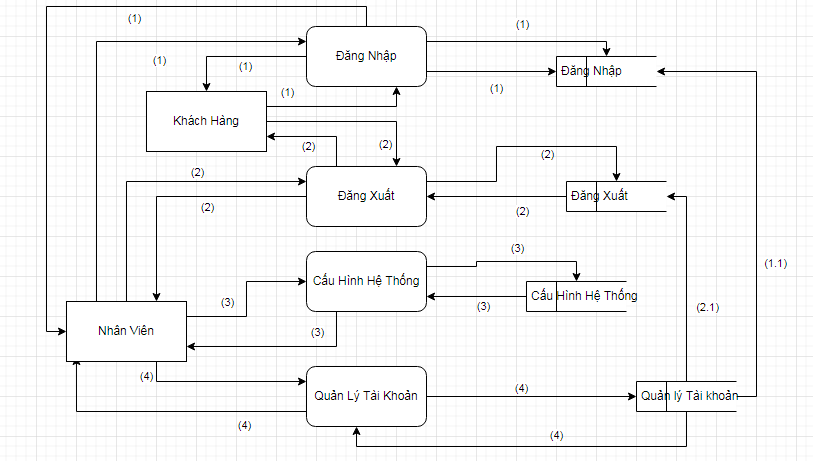 (1)
(1)
(1)
(1)
Đăng Nhập
(1)
Đăng Nhập
(1)
Khách Hàng
(2)
(2)
(2)
(2)
Đăng Xuất
(2)
(2)
Đăng Xuất
(1.1)
(3)
Cấu Hình Hệ Thống
(3)
(3)
Cấu Hình Hệ Thống
(2.1)
Nhân Viên
(3)
(4)
Quản Lý Tài Khoản
(4)
Quản lý Tài khoản
(4)
(4)